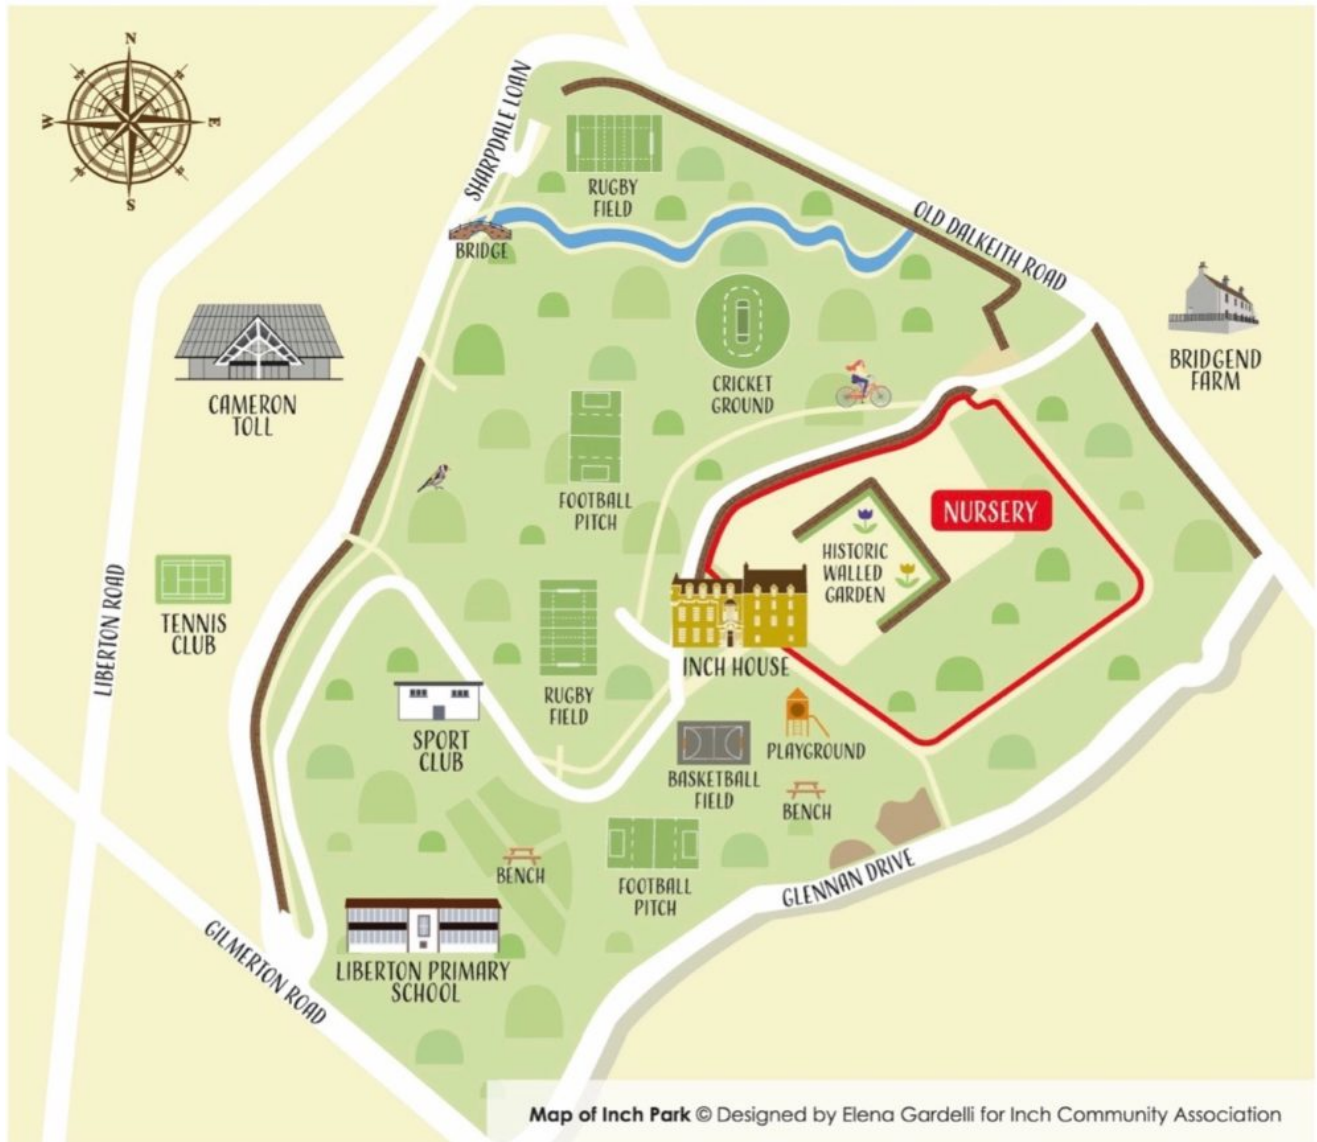 N
W
E
S
SHARPDALE LOAN
RUGBY
FIELD
OLD DALKEITH ROAD
BRIDGE
BRIDGEND
FARM
CAMERON
TOLL
CRICKET
GROUND
FOOTBALL
PITCH
NURSERY
HISTORIC
WALLED
GARDEN
LIBERTON ROAD
TENNIS
CLUB
INCH HOUSE
RUGBY
FIELD
SPORT
CLUB
PLAYGROUND
BASKETBALL
FIELD
BENCH
BENCH
FOOTBALL
PITCH
GLENNAN DRIVE
GILMERTON ROAD
LIBERTON PRIMARY
SCHOOL
Map of Inch Park © Designed by Elena Gardelli for Inch Community Association